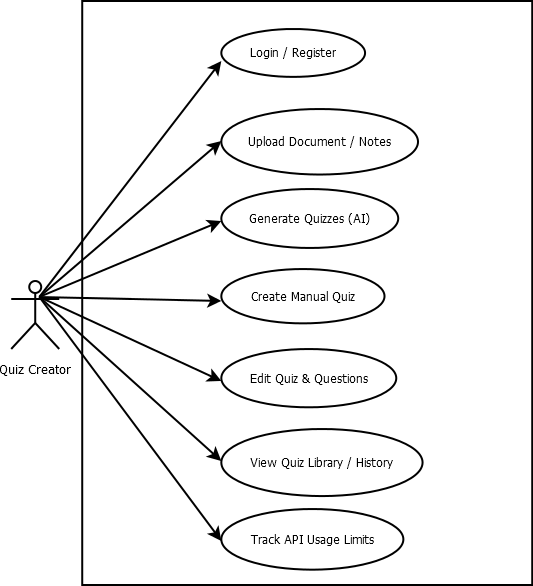 Login / Register
Upload Document / Notes
Generate Quizzes (AI)
Create Manual Quiz
Quiz Creator
Edit Quiz & Questions
View Quiz Library / History
Track API Usage Limits